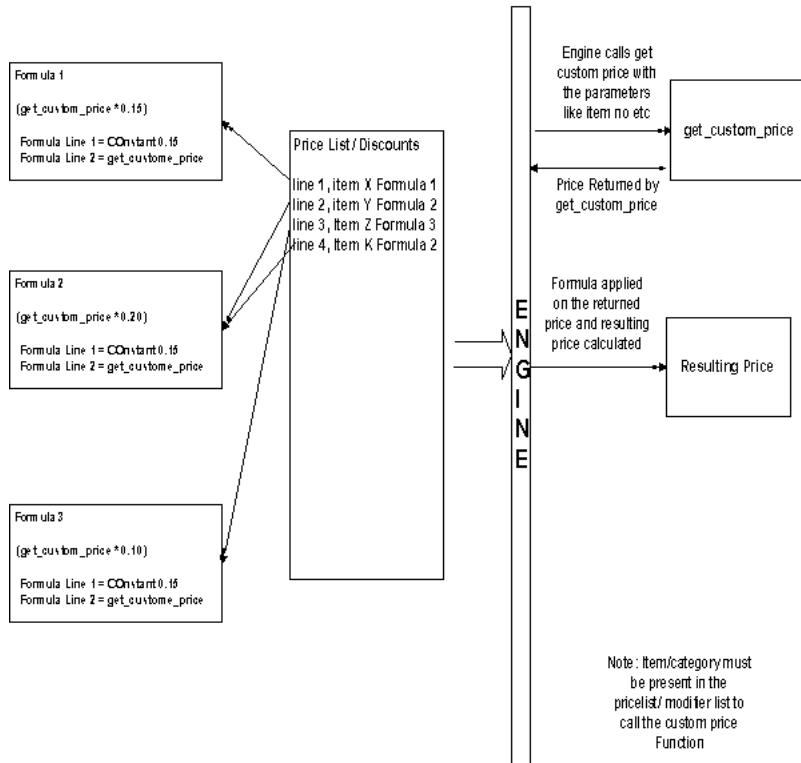 Formula 1
(get_custom_price *0.15)
Formula Line 1 = COnstant 0.15
Formula Line 2 = get_custome_price
Formula 2
(get_custom_price *0.20)
Formula Line 1 = COnstant 0.15
Formula Line 2 = get_custome_price
Formula 3
(get_custom_price *0.10)
Formula Line 1 = COnstant 0.15
Formula Line 2 = get_custome_price
Price List / Discounts
line 1, item X Formula 1
line 2, item Y Formula 2
line 3, Item Z Formula 3
line 4, Item K Formula 2
ENGINE
Engine calls get
custom price with
the parameters
like item no etc
get_custom_price
Price Returned by
get_custom_price
Formula applied
on the returned
price and resulting
price calculated
Resulting Price
Note : Item/category must
be present in the
pricelist/ modifier list to
call the custom price
Function